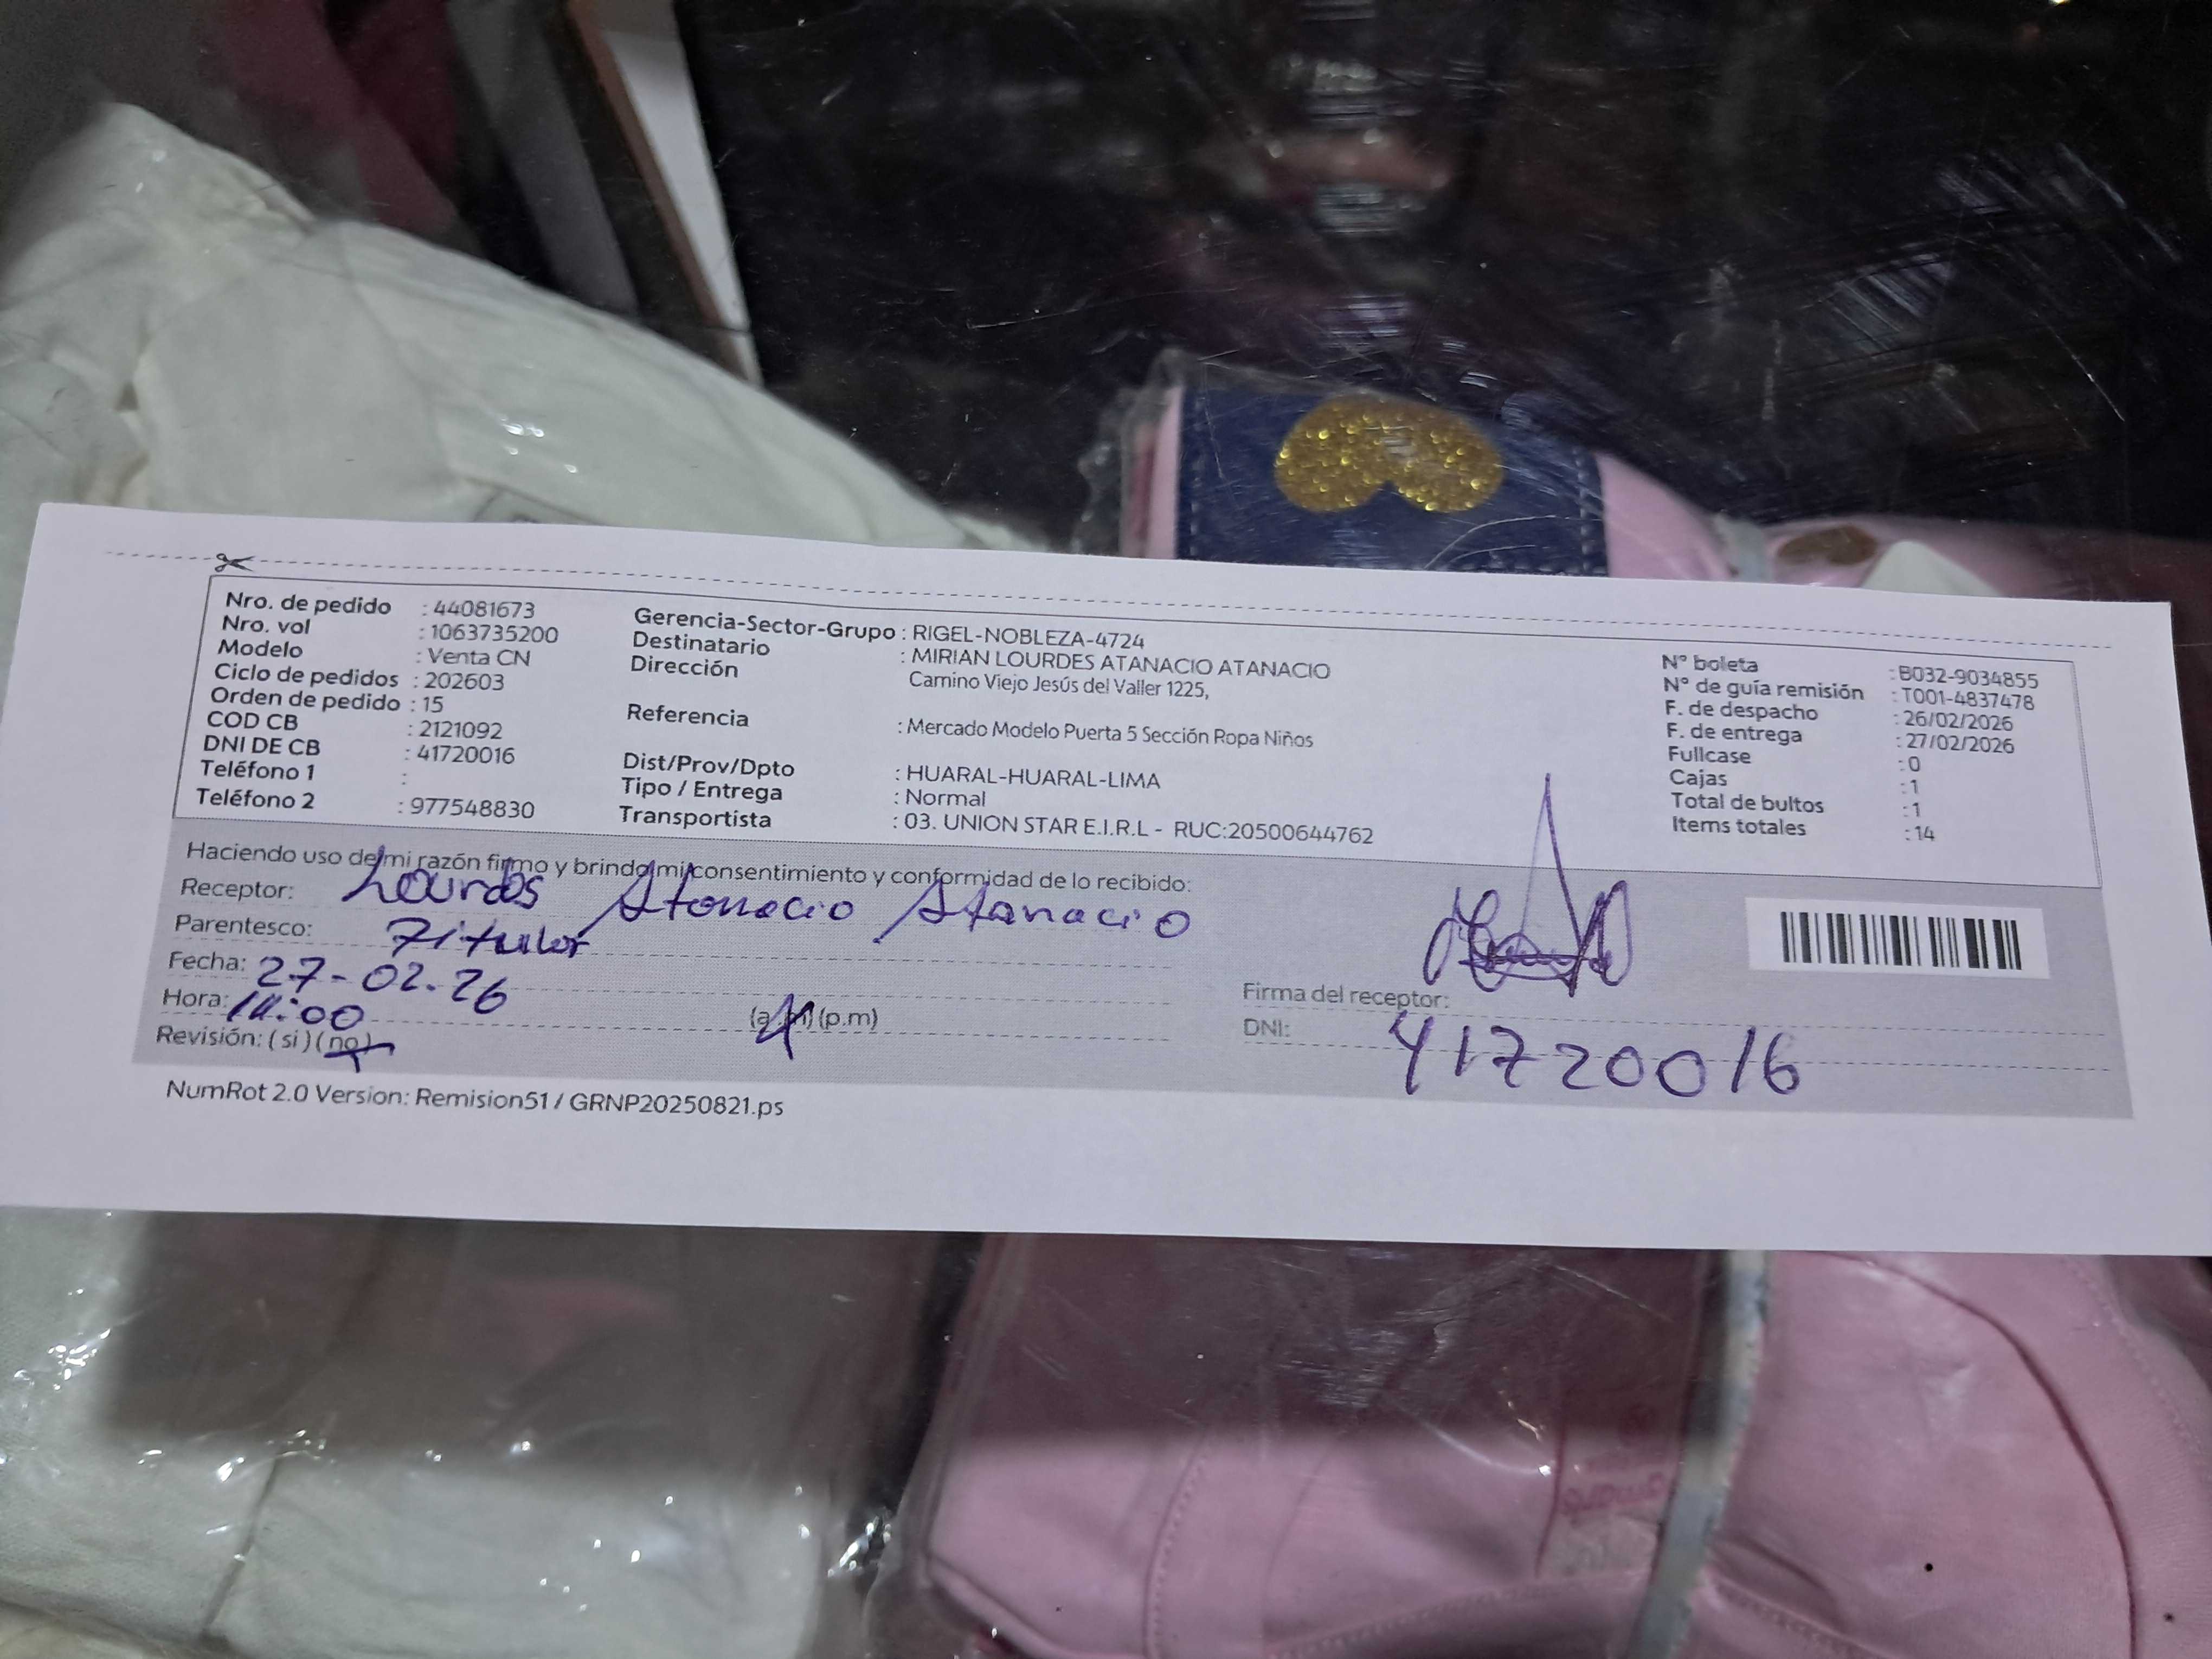 Nro. de pedido : 44081673
Nro. vol : 1063735200
Modelo : Venta CN
Ciclo de pedidos : 202603
Orden de pedido : 15
COD CB : 2121092
DNI DE CB : 41720016
Teléfono 1 :
Teléfono 2 : 977548830
Gerencia-Sector-Grupo : RIGEL-NOBLEZA-4724
Destinatario : MIRIAN LOURDES ATANACIO ATANACIO
Dirección Camino Viejo Jesús del Valler 1225,
Referencia : Mercado Modelo Puerta 5 Sección Ropa Niños
Dist/Prov/Dpto : HUARAL-HUARAL-LIMA
Tipo / Entrega : Normal
Transportista : 03. UNION STAR E.I.R.L - RUC:20500644762
N° boleta : B032-9034855
N° de guía remisión : T001-4837478
F. de despacho : 26/02/2026
F. de entrega : 27/02/2026
Fullcase : 0
Cajas : 1
Total de bultos : 1
Items totales : 14
Haciendo uso de mi razón firmo y brindo mi consentimiento y conformidad de lo recibido:
Receptor: Lourdes Atanacio Atanacio
Parentesco: Titular
Fecha: 27-02-26
Hora: :00 (a.m) (p.m)
Revisión: ( si ) ( no )
Firma del receptor:
DNI: 41720016
NumRot 2.0 Version: Remision51 / GRNP20250821.ps